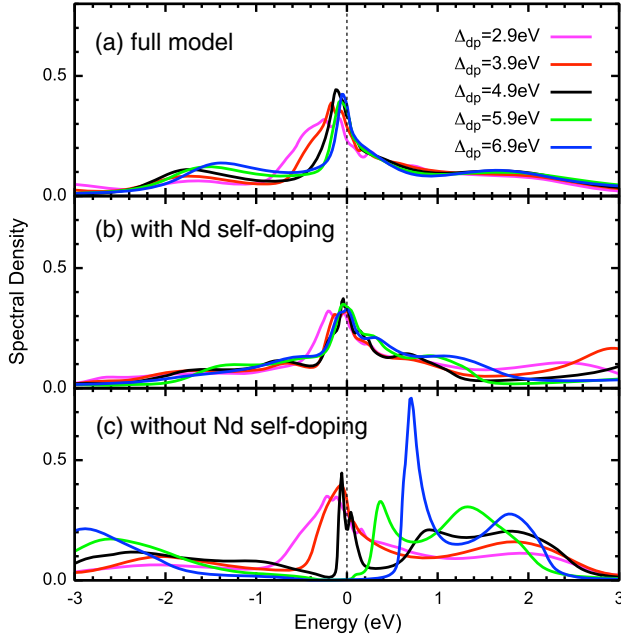 (a) full model
Δdp=2.9eV
Δdp=3.9eV
Δdp=4.9eV
Δdp=5.9eV
Δdp=6.9eV
0.5
0.0
(b) with Nd self-doping
0.5
0.0
(c) without Nd self-doping
0.5
0.0
Spectral Density
-3 -2 -1 0 1 2 3
Energy (eV)